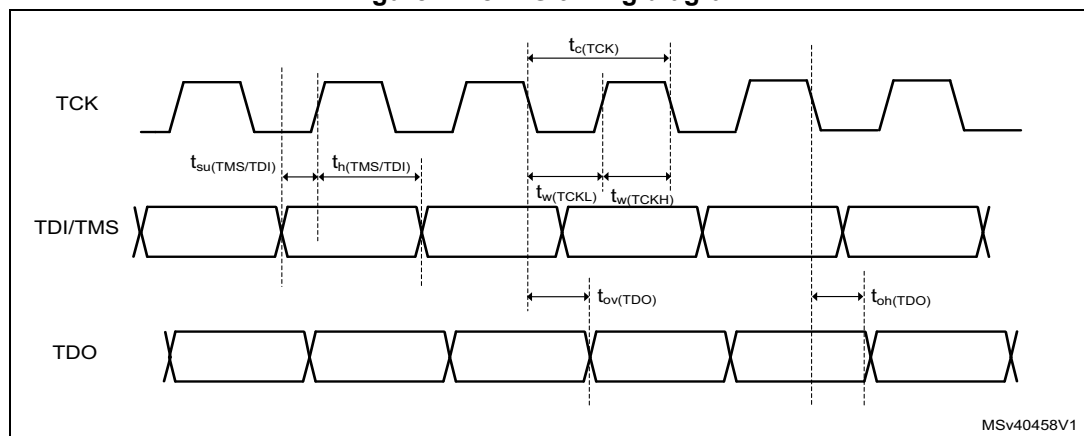 t_c(TCK)
TCK
t_su(TMS/TDI) t_h(TMS/TDI)
t_w(TCKL) t_w(TCKH)
TDI/TMS
t_ov(TDO) t_oh(TDO)
TDO
MSv40458V1